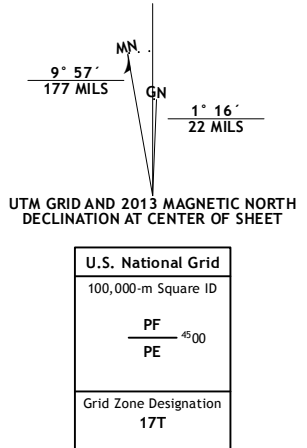 MN
9° 57´
177 MILS
GN
1° 16´
22 MILS
UTM GRID AND 2013 MAGNETIC NORTH
DECLINATION AT CENTER OF SHEET
U.S. National Grid
100,000-m Square ID
PF
4500
PE
Grid Zone Designation
17T